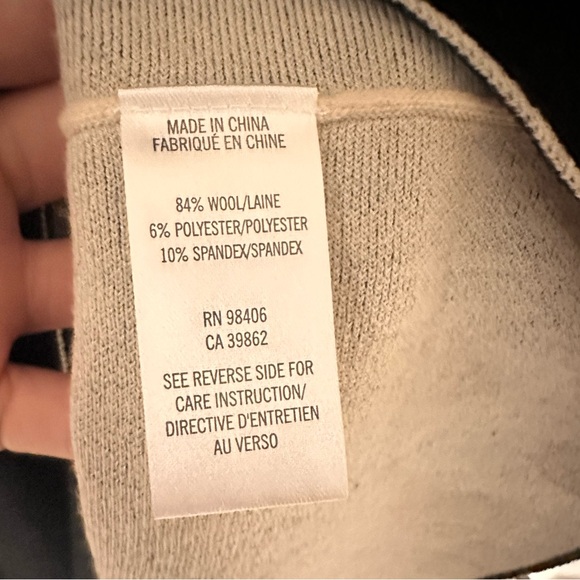 MADE IN CHINA
FABRIQUÉ EN CHINE
84% WOOL/LAINE
6% POLYESTER/POLYESTER
10% SPANDEX/SPANDEX
RN 98406
CA 39862
SEE REVERSE SIDE FOR
CARE INSTRUCTION/
DIRECTIVE D'ENTRETIEN
AU VERSO